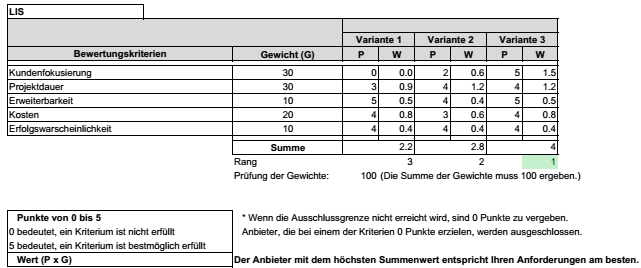 LIS
Variante 1 Variante 2 Variante 3
Bewertungskriterien Gewicht (G) P W P W P W
Kundenfokusierung 30 0 0.0 2 0.6 5 1.5
Projektdauer 30 3 0.9 4 1.2 4 1.2
Erweiterbarkeit 10 5 0.5 4 0.4 5 0.5
Kosten 20 4 0.8 3 0.6 4 0.8
Erfolgswarscheinlichkeit 10 4 0.4 4 0.4 4 0.4
Summe 2.2 2.8 4
Rang 3 2 1
Prüfung der Gewichte: 100 (Die Summe der Gewichte muss 100 ergeben.)
Punkte von 0 bis 5 * Wenn die Ausschlussgrenze nicht erreicht wird, sind 0 Punkte zu vergeben.
0 bedeutet, ein Kriterium ist nicht erfüllt Anbieter, die bei einem der Kriterien 0 Punkte erzielen, werden ausgeschlossen.
5 bedeutet, ein Kriterium ist bestmöglich erfüllt
Wert (P x G) Der Anbieter mit dem höchsten Summenwert entspricht Ihren Anforderungen am besten.